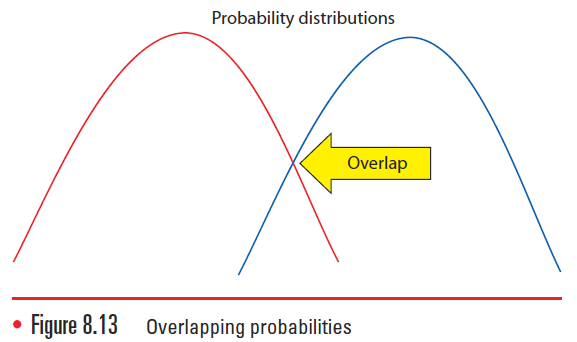 Probability distributions
Overlap
• Figure 8.13 Overlapping probabilities